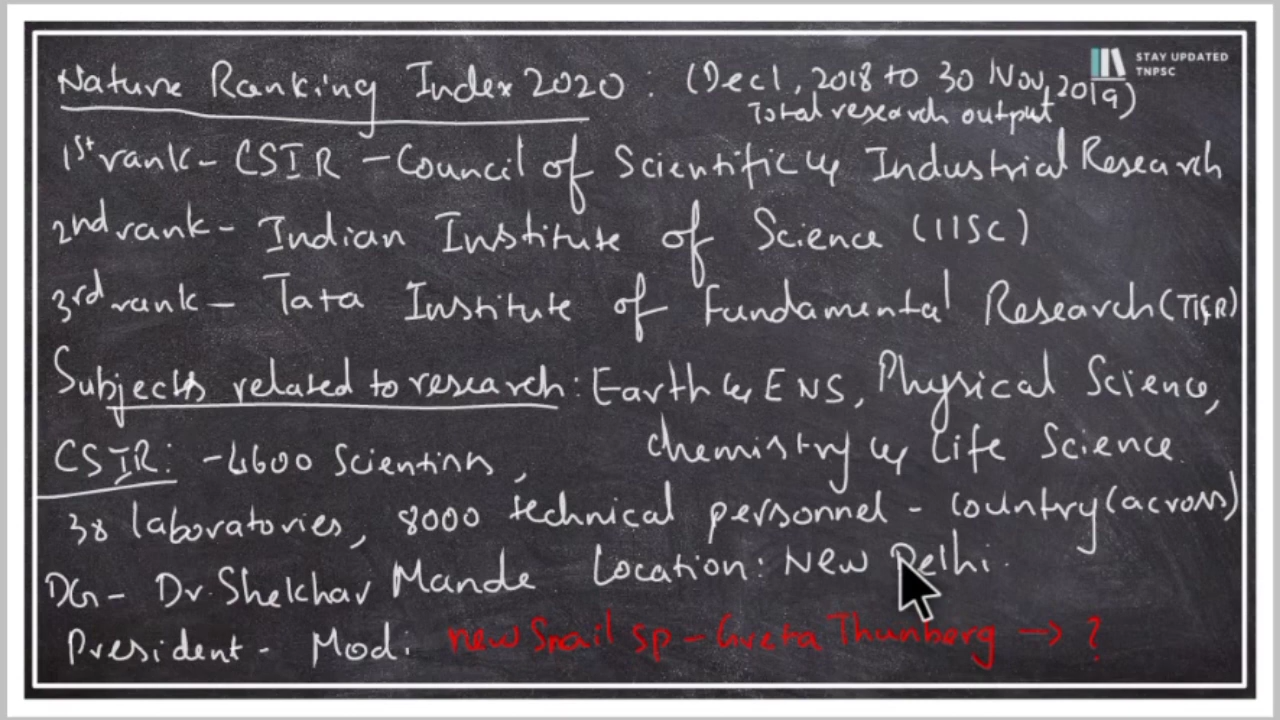 STAY UPDATED
TNPSC
Nature Ranking Index 2020 : (Dec 1, 2018 to 30 Nov, 2019)
Total research output
1st rank - CSIR - Council of Scientific & Industrial Research
2nd rank - Indian Institute of Science (IISC)
3rd rank - Tata Institute of Fundamental Research (TIFR)
Subjects related to research : Earth & ENS, Physical Science,
chemistry & Life Science.
CSIR: - 4600 Scientists,
38 laboratories, 8000 technical personnel - country (across)
DG - Dr. Shekhar Mande Location: New Delhi.
President - Modi new Snail sp - Greta Thunberg → ?